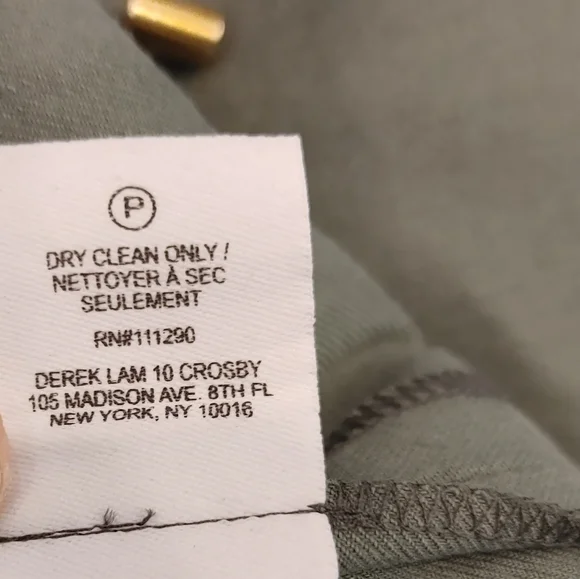 P
DRY CLEAN ONLY /
NETTOYER À SEC
SEULEMENT
RN#111290
DEREK LAM 10 CROSBY
105 MADISON AVE. 8TH FL
NEW YORK, NY 10016